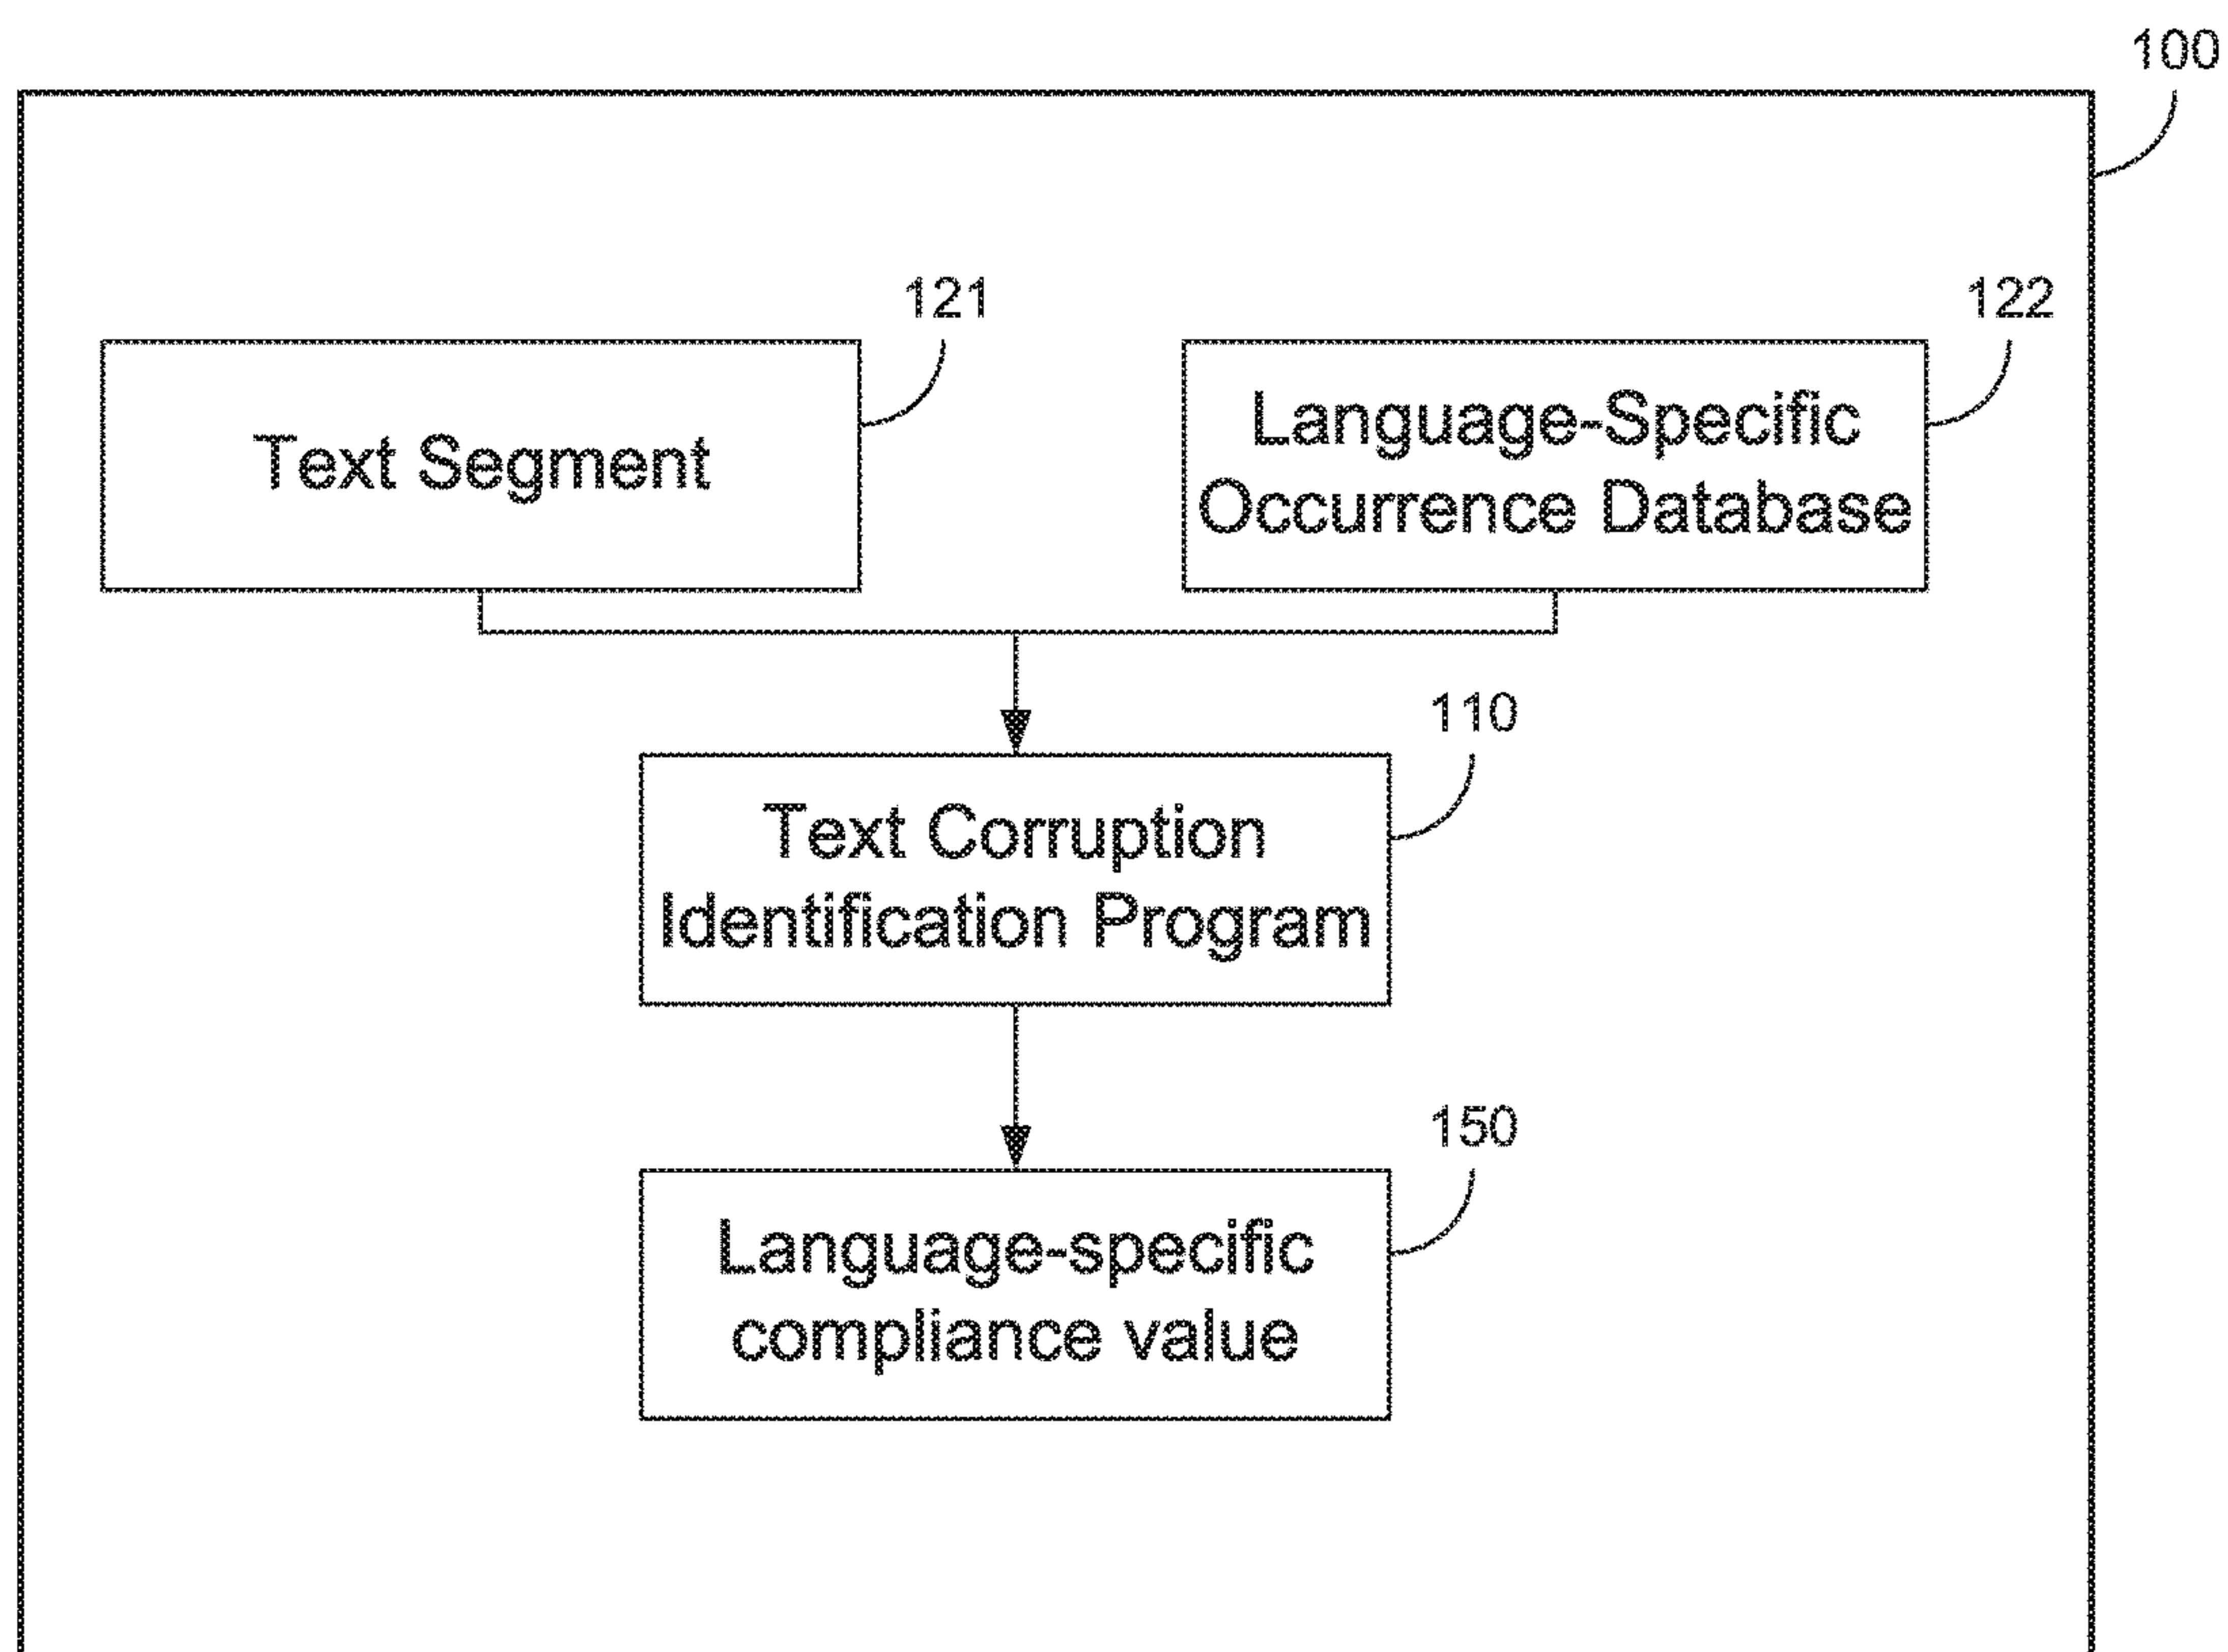 100
121
122
Text Segment
Language-Specific
Occurrence Database
110
Text Corruption
Identification Program
150
Language-specific
compliance value